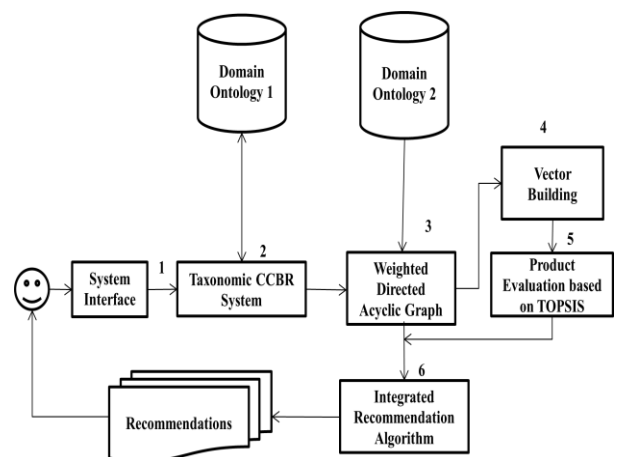 Domain
Ontology 1
Domain
Ontology 2
4
Vector
Building
3
5
1
2
System
Interface
Taxonomic CCBR
System
Weighted
Directed
Acyclic Graph
Product
Evaluation based
on TOPSIS
6
Recommendations
Integrated
Recommendation
Algorithm